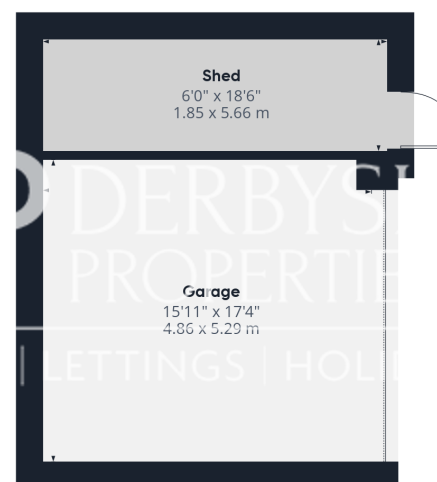 Shed
6'0" x 18'6"
1.85 x 5.66 m
DERBYS
PROPERTIE
Garage
15'11" x 17'4"
4.86 x 5.29 m
| LETTINGS | HOLI